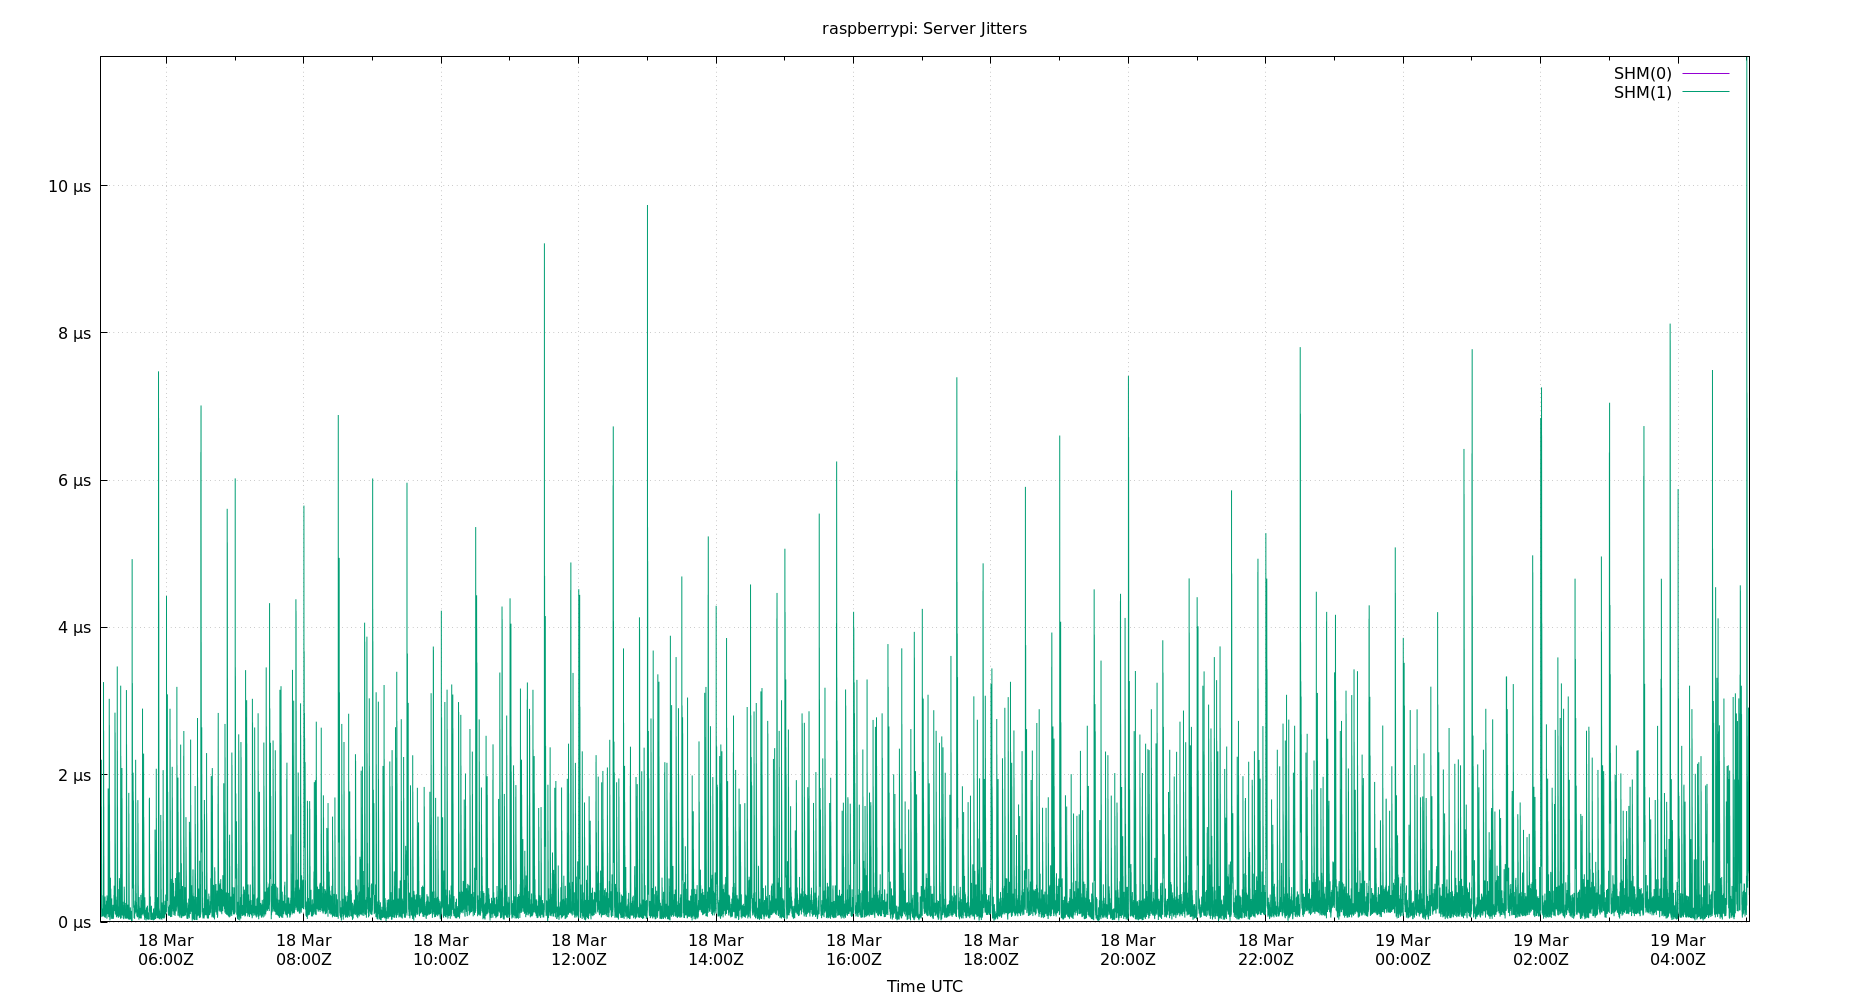 raspberrypi: Server Jitters
SHM(0)
SHM(1)
10 μs
8 μs
6 μs
4 μs
2 μs
0 μs
18 Mar 18 Mar 18 Mar 18 Mar 18 Mar 18 Mar 18 Mar 18 Mar 18 Mar 19 Mar 19 Mar 19 Mar
06:00Z 08:00Z 10:00Z 12:00Z 14:00Z 16:00Z 18:00Z 20:00Z 22:00Z 00:00Z 02:00Z 04:00Z
Time UTC